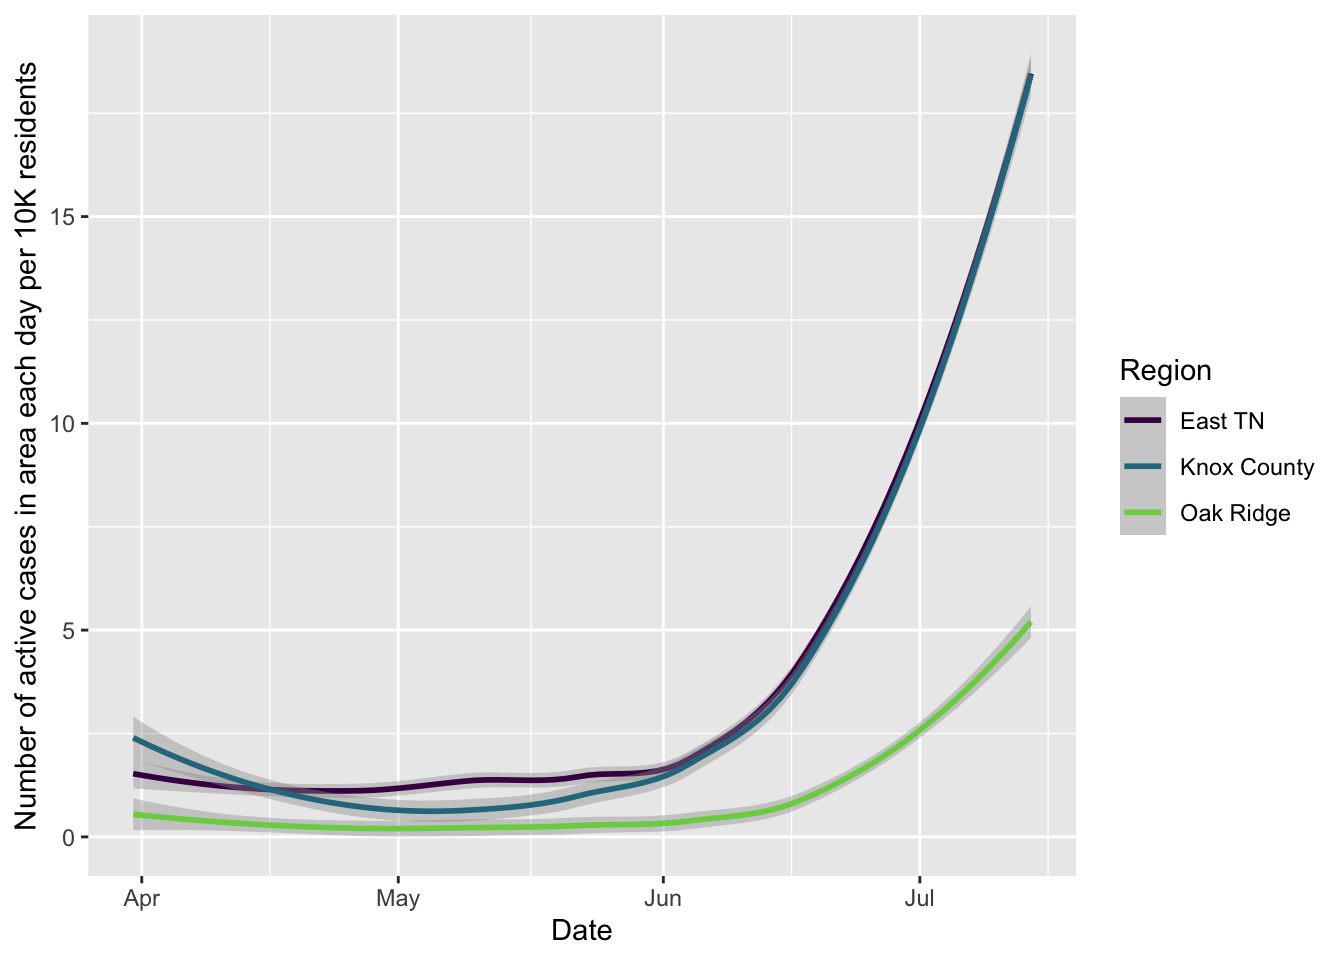 Number of active cases in area each day per 10K residents
15
10
5
0
Apr May Jun Jul
Date
Region
East TN
Knox County
Oak Ridge